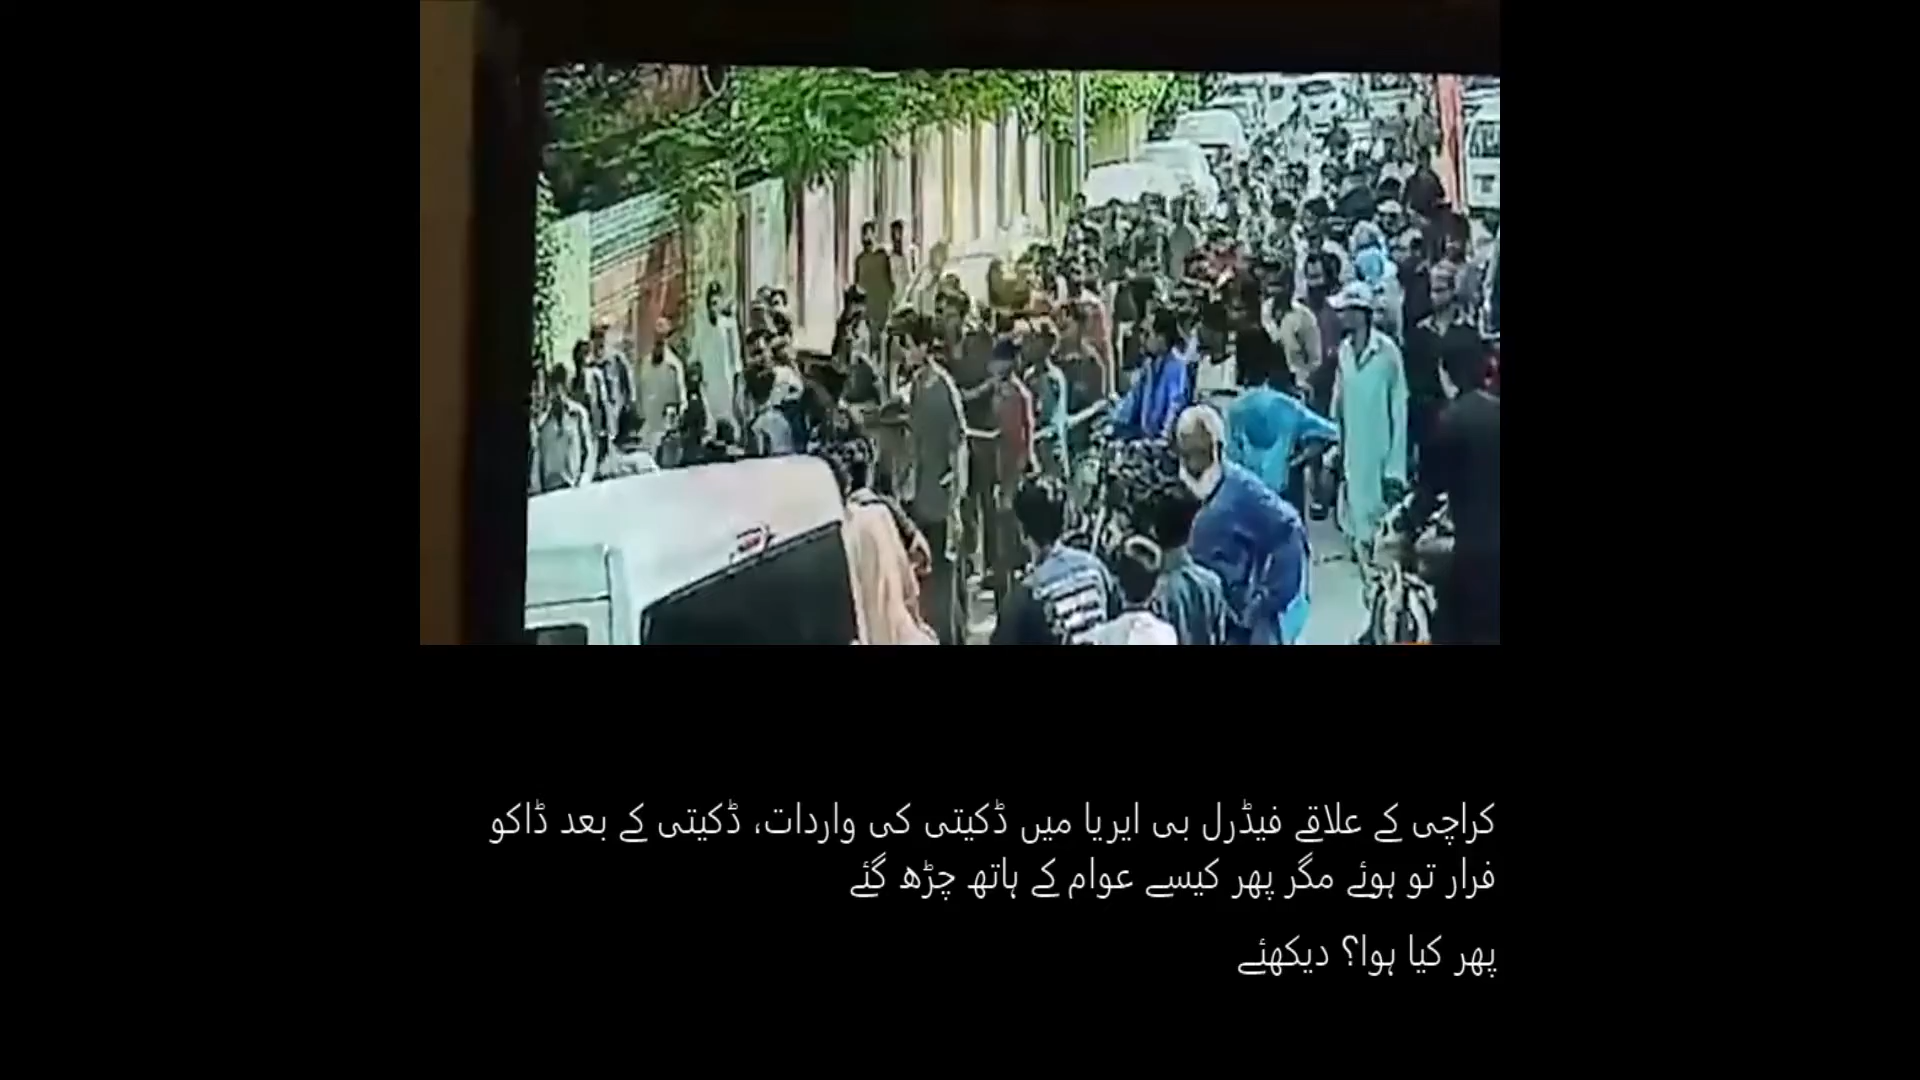 کراچی کے علاقے فیڈرل بی ایریا میں ڈکیتی کی واردات، ڈکیتی کے بعد ڈاکو
فرار تو ہوئے مگر پھر کیسے عوام کے ہاتھ چڑھ گئے
پھر کیا ہوا؟ دیکھئے